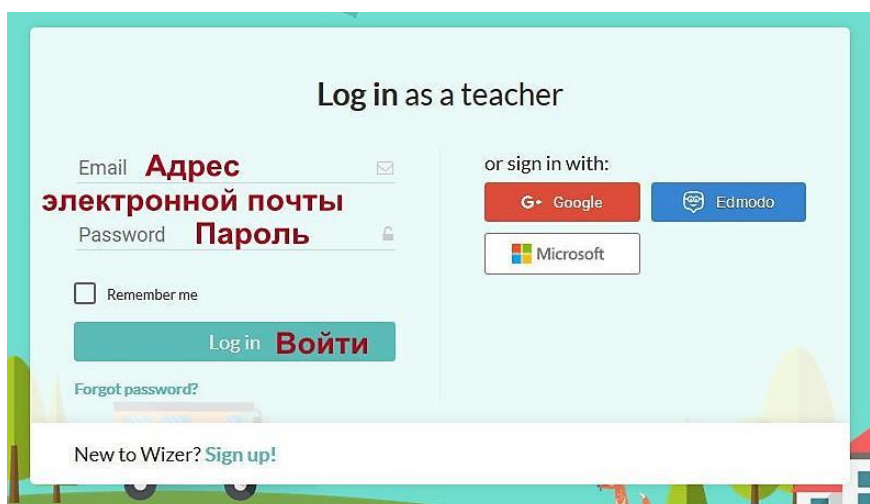 Log in as a teacher
Email Адрес
электронной почты
Password Пароль
Remember me
Log in Войти
Forgot password?
or sign in with:
G+ Google
Edmodo
Microsoft
New to Wizer? Sign up!